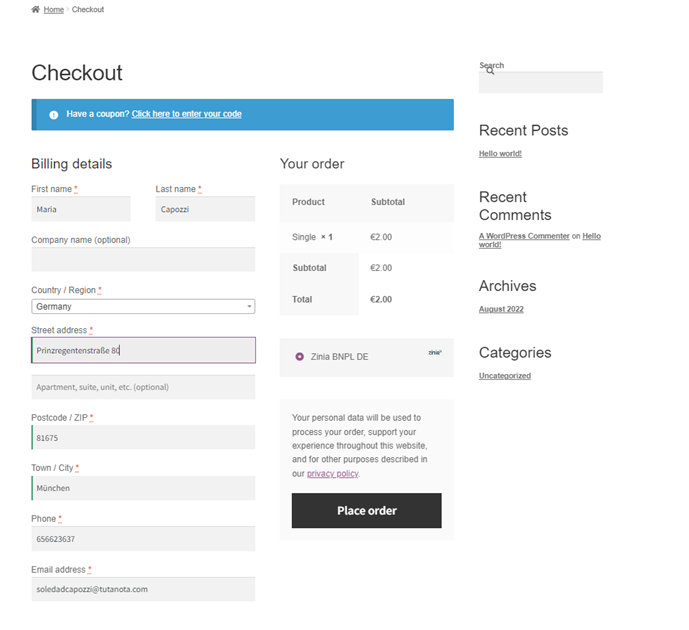 Home › Checkout
Checkout
Have a coupon? Click here to enter your code
Billing details
First name *
Last name *
Maria
Capozzi
Company name (optional)
Country / Region *
Germany
Street address *
Prinzregentenstraße 80
Apartment, suite, unit, etc. (optional)
Postcode / ZIP *
81675
Town / City *
München
Phone *
656623637
Email address *
soledadcapozzi@tutanota.com
Your order
Product
Subtotal
Single × 1
€2.00
Subtotal
€2.00
Total
€2.00
Zinia BNPL DE
zinia
Your personal data will be used to
process your order, support your
experience throughout this website,
and for other purposes described in
our privacy policy.
Place order
Search
Recent Posts
Hello world!
Recent
Comments
A WordPress Commenter on Hello
world!
Archives
August 2022
Categories
Uncategorized